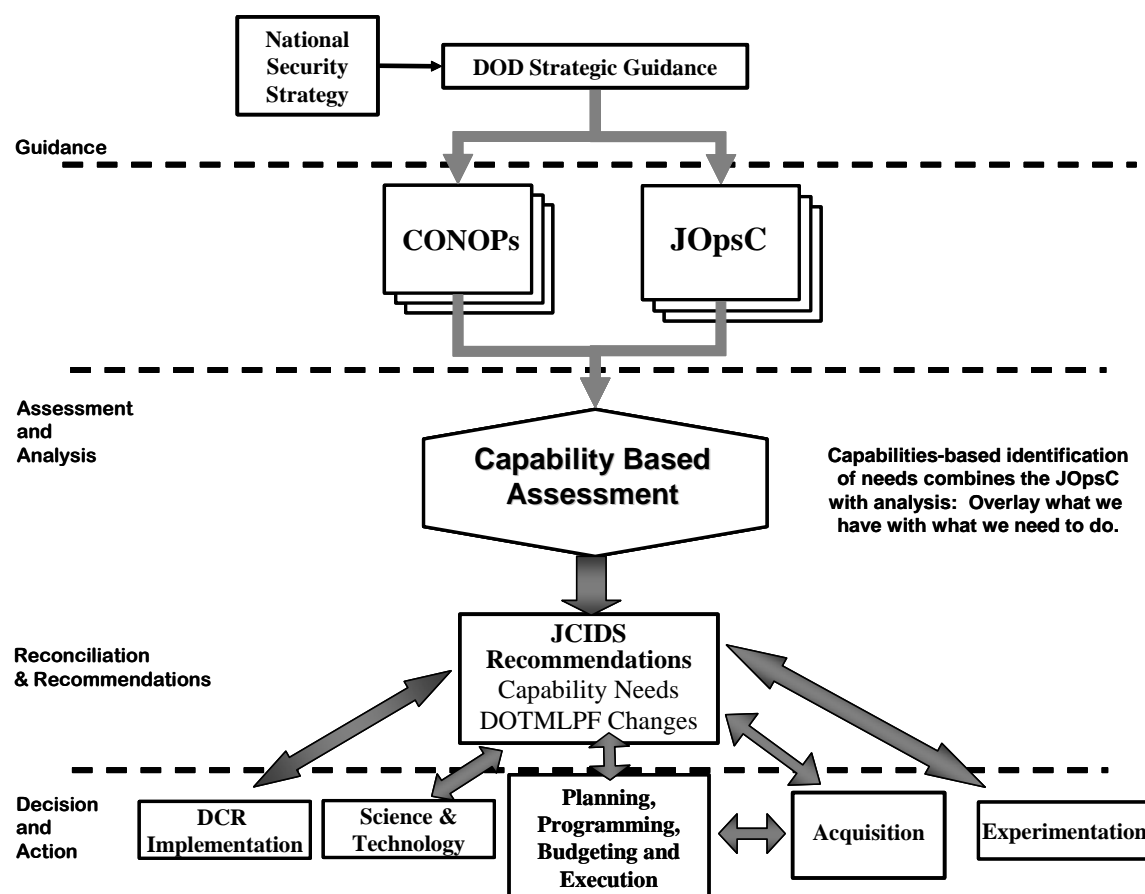 National
Security
Strategy
DOD Strategic Guidance
Guidance
CONOPs
JOpsC
Assessment
and
Analysis
Capability Based
Assessment
Capabilities-based identification
of needs combines the JOpsC
with analysis: Overlay what we
have with what we need to do.
Reconciliation
& Recommendations
JCIDS
Recommendations
Capability Needs
DOTMLPF Changes
Decision
and
Action
DCR
Implementation
Science &
Technology
Planning,
Programming,
Budgeting and
Execution
Acquisition
Experimentation